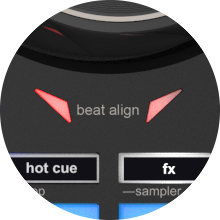 beat align
hot cue fx
—sampler